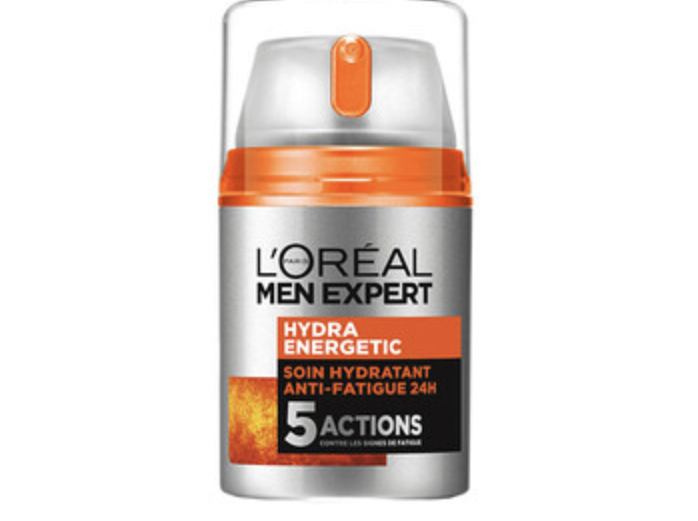 L'ORÉAL
PARIS
MEN EXPERT
HYDRA
ENERGETIC
SOIN HYDRATANT
ANTI-FATIGUE 24H
5 ACTIONS
CONTRE LES SIGNES DE FATIGUE